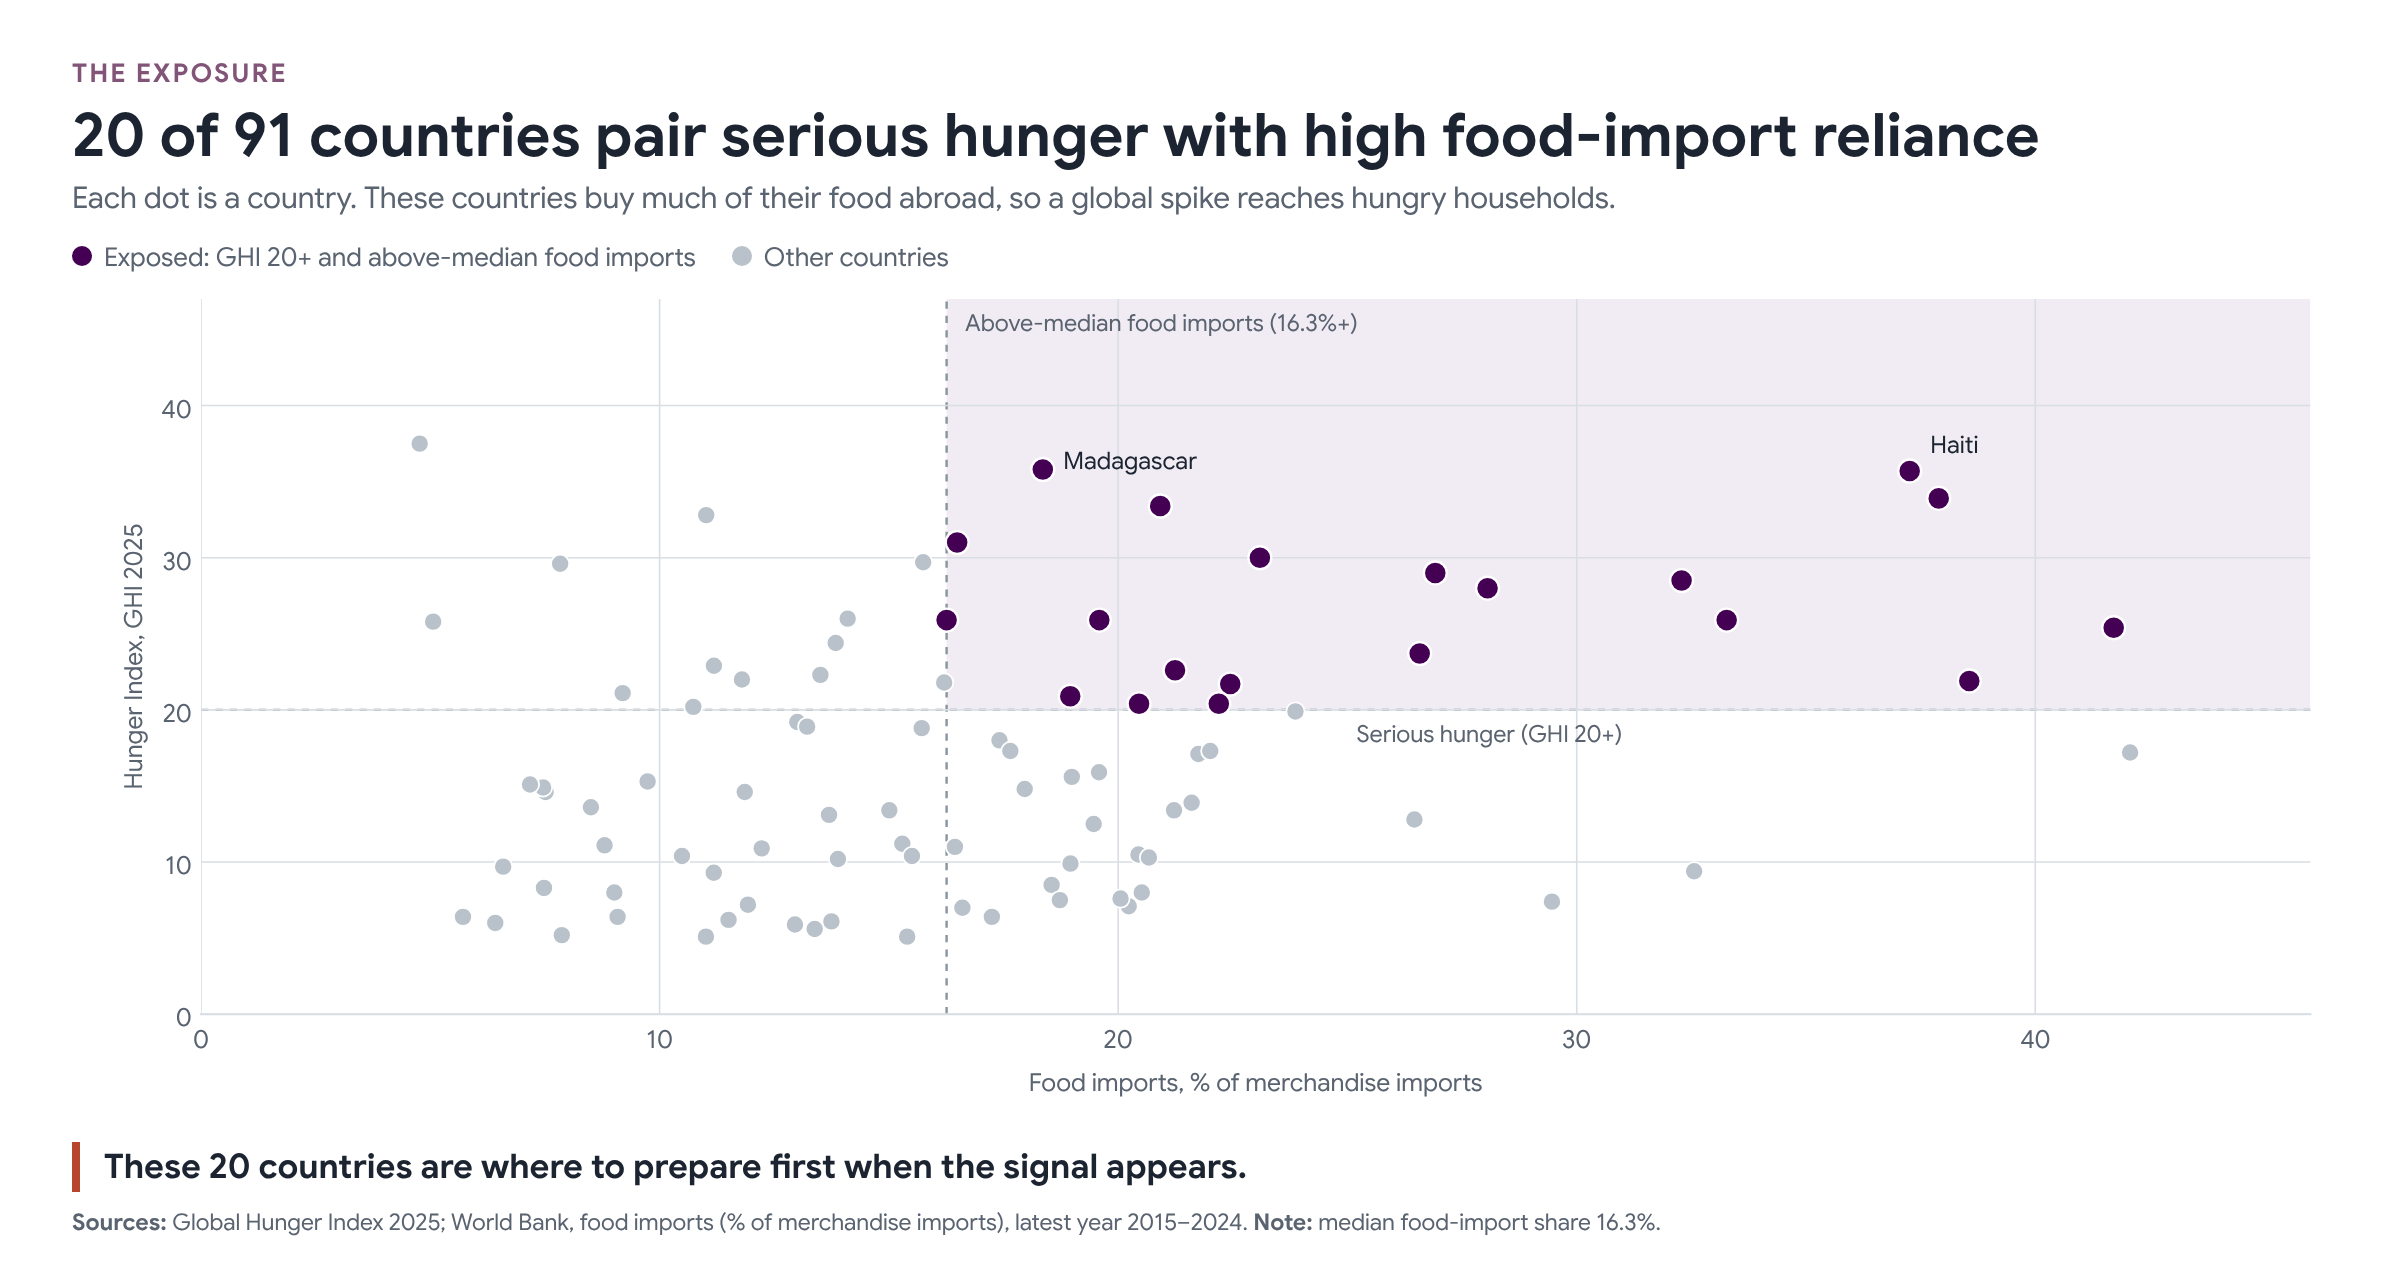 THE EXPOSURE
20 of 91 countries pair serious hunger with high food-import reliance
Each dot is a country. These countries buy much of their food abroad, so a global spike reaches hungry households.
Exposed: GHI 20+ and above-median food imports
Other countries
Above-median food imports (16.3%+)
40
Haiti
Madagascar
30
Hunger Index, GHI 2025
20
Serious hunger (GHI 20+)
10
0
0 10 20 30 40
Food imports, % of merchandise imports
These 20 countries are where to prepare first when the signal appears.
Sources: Global Hunger Index 2025; World Bank, food imports (% of merchandise imports), latest year 2015–2024. Note: median food-import share 16.3%.